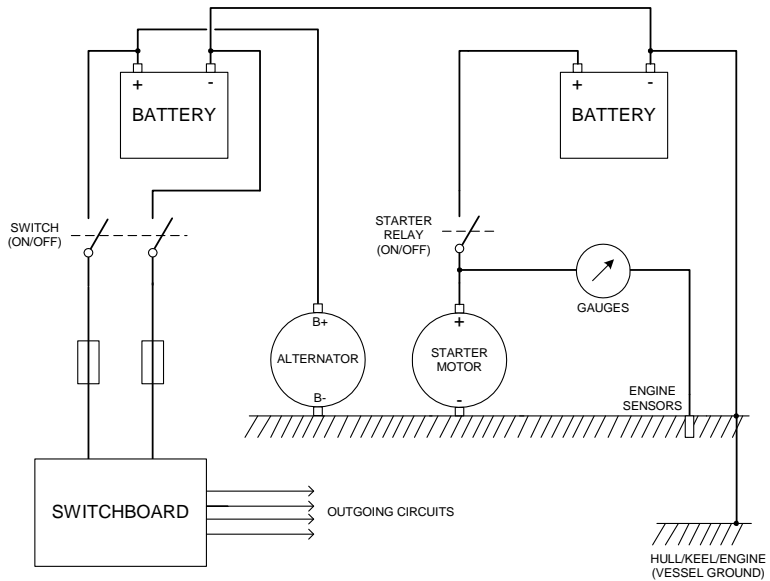 +
-
BATTERY
+
-
BATTERY
SWITCH
(ON/OFF)
STARTER
RELAY
(ON/OFF)
GAUGES
B+
ALTERNATOR
B-
+
STARTER
MOTOR
-
ENGINE
SENSORS
SWITCHBOARD
OUTGOING CIRCUITS
HULL/KEEL/ENGINE
(VESSEL GROUND)